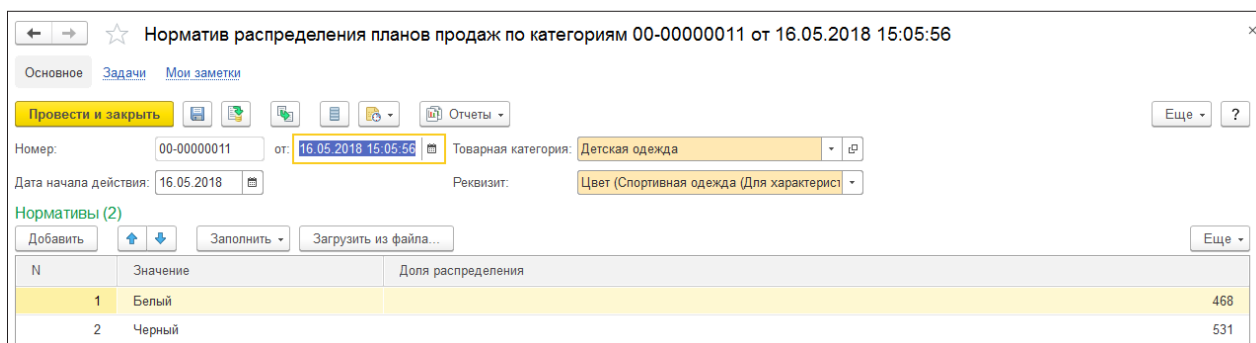 Норматив распределения планов продаж по категориям 00-00000011 от 16.05.2018 15:05:56
Основное Задачи Мои заметки
Провести и закрыть Отчеты Еще ?
Номер: 00-00000011 от: 16.05.2018 15:05:56 Товарная категория: Детская одежда
Дата начала действия: 16.05.2018 Реквизит: Цвет (Спортивная одежда (Для характерист
Нормативы (2)
Добавить Заполнить Загрузить из файла... Еще
N Значение Доля распределения
1 Белый 468
2 Черный 531